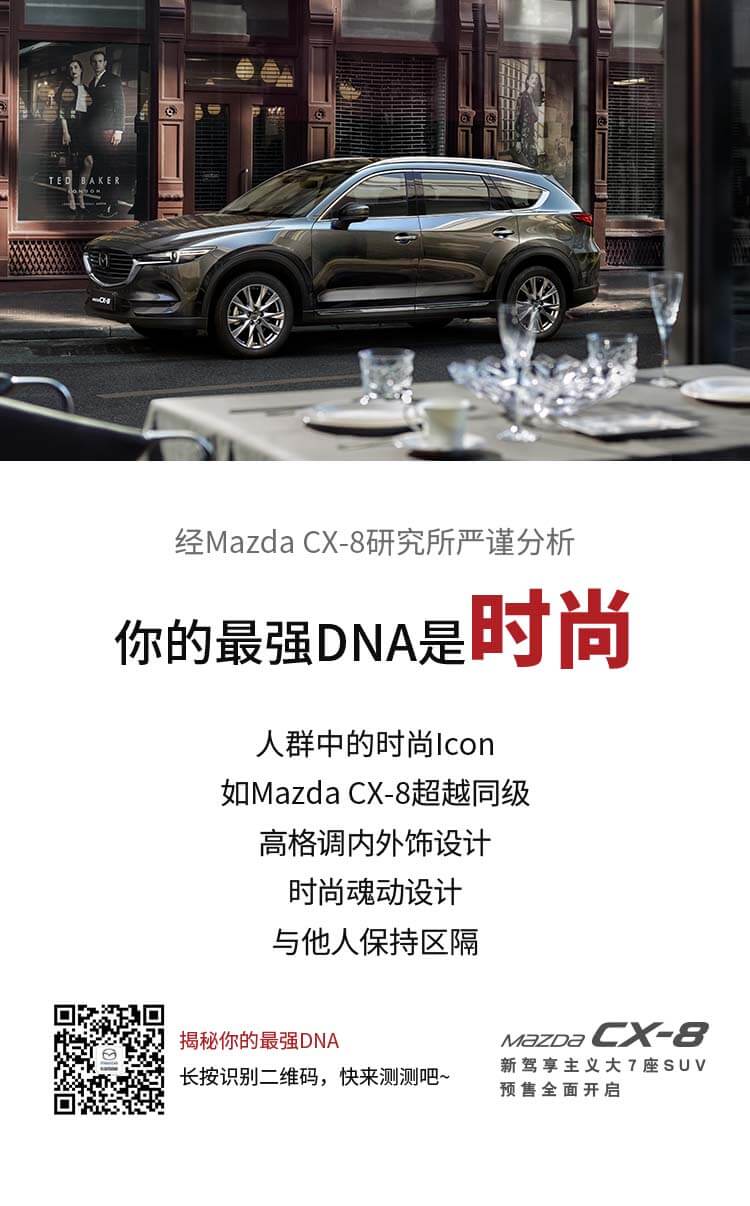 TED BAKER
LONDON
MAZDA CX-8
经Mazda CX-8研究所严谨分析
你的最强DNA是时尚
人群中的时尚Icon
如Mazda CX-8超越同级
高格调内外饰设计
时尚魂动设计
与他人保持区隔
揭秘你的最强DNA
长按识别二维码，快来测测吧~
mazda CX-8
新驾享主义大7座SUV
预售全面开启